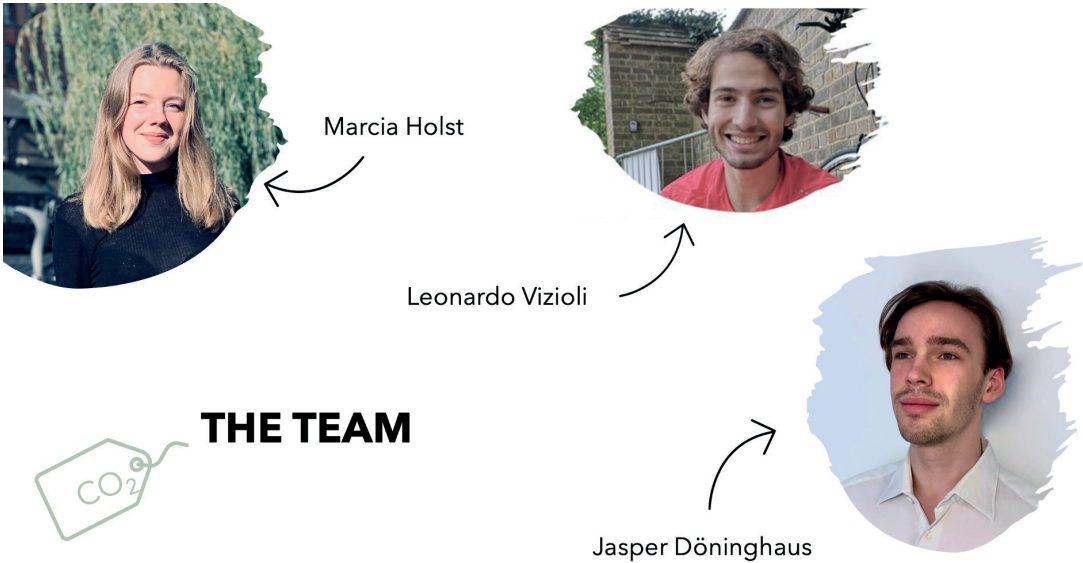 Marcia Holst
Leonardo Vizioli
THE TEAM
CO2
Jasper Döninghaus